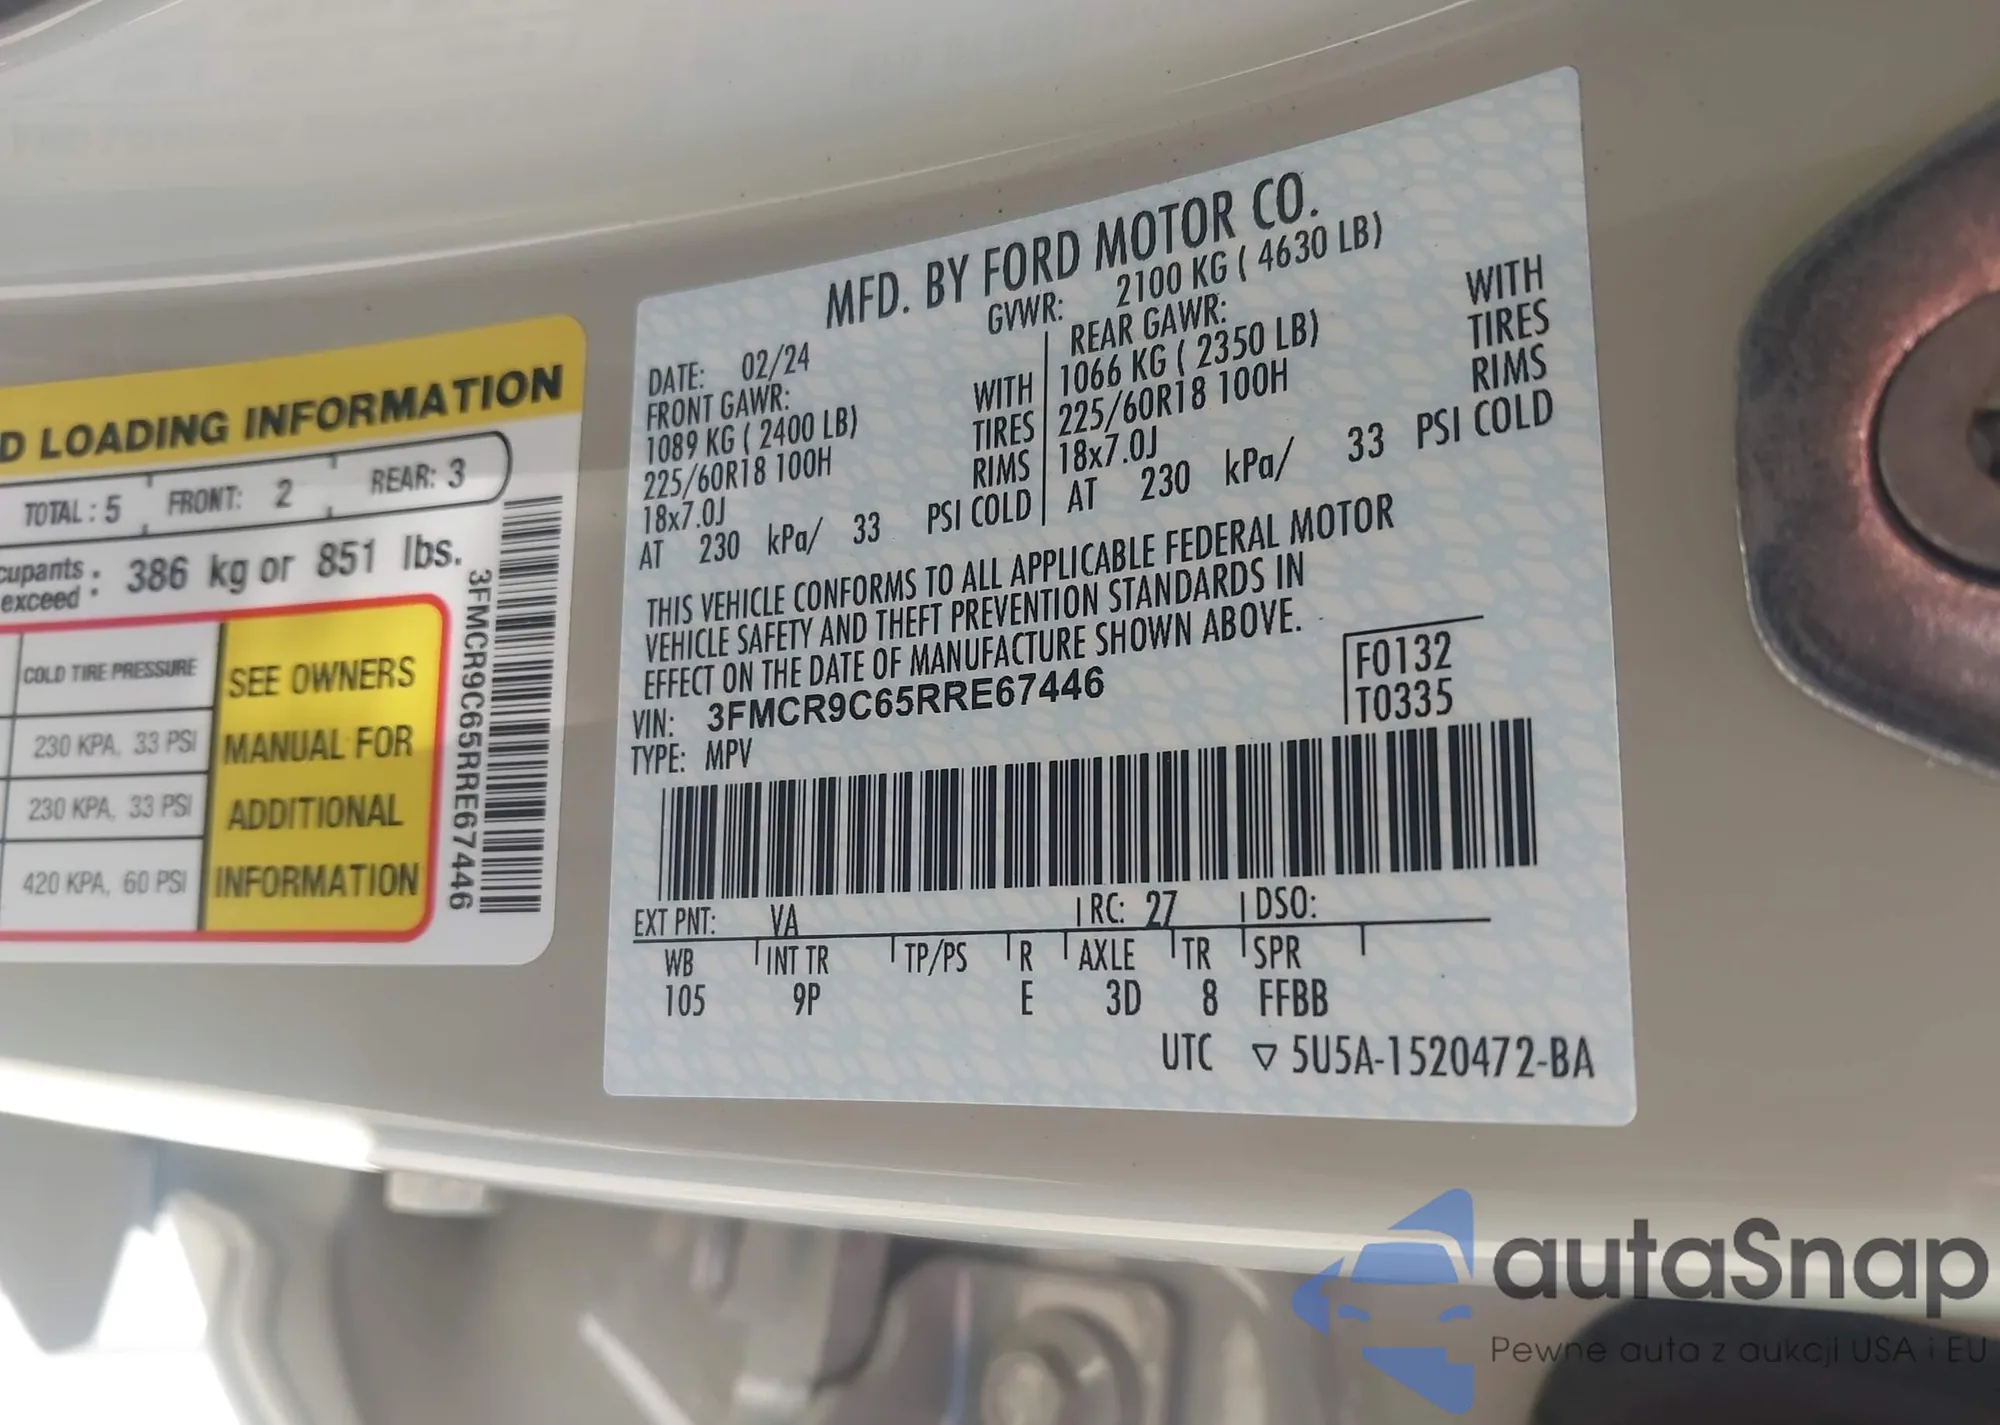 D LOADING INFORMATION
TOTAL : 5 FRONT: 2 REAR: 3
cupants : 386 kg or 851 lbs.
exceed
COLD TIRE PRESSURE
230 KPA, 33 PSI
230 KPA, 33 PSI
420 KPA, 60 PSI
SEE OWNERS
MANUAL FOR
ADDITIONAL
INFORMATION
3FMCR9C65RRE67446
MFD. BY FORD MOTOR CO.
DATE: 02/24 GVWR: 2100 KG ( 4630 LB)
FRONT GAWR: REAR GAWR:
1089 KG ( 2400 LB) WITH 1066 KG ( 2350 LB) WITH
225/60R18 100H TIRES 225/60R18 100H TIRES
18x7.0J RIMS 18x7.0J RIMS
AT 230 kPa/ 33 PSI COLD AT 230 kPa/ 33 PSI COLD
THIS VEHICLE CONFORMS TO ALL APPLICABLE FEDERAL MOTOR
VEHICLE SAFETY AND THEFT PREVENTION STANDARDS IN
EFFECT ON THE DATE OF MANUFACTURE SHOWN ABOVE.
VIN: 3FMCR9C65RRE67446
TYPE: MPV
F0132
T0335
EXT PNT: VA RC: 27 DSO:
WB INT TR TP/PS R AXLE TR SPR
105 9P E 3D 8 FFBB
UTC ▽ 5U5A-1520472-BA
autaSnap
Pewne auta z aukcji USA i EU